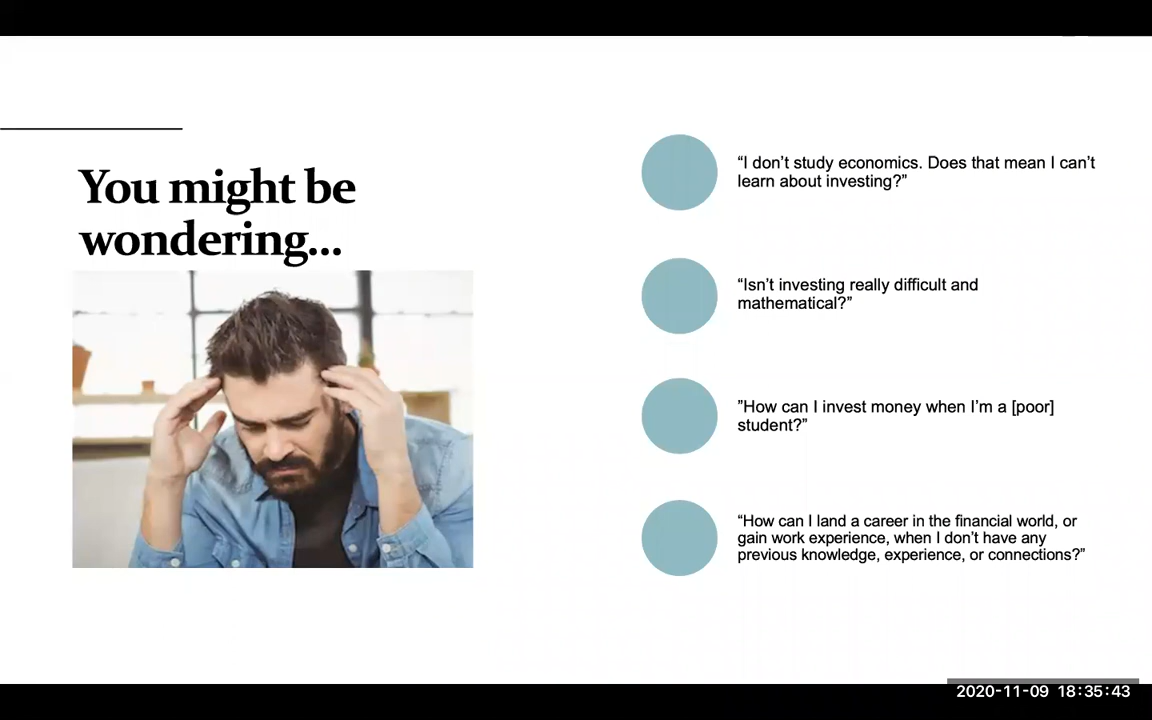 You might be
wondering...
“I don’t study economics. Does that mean I can’t
learn about investing?”
“Isn’t investing really difficult and
mathematical?”
”How can I invest money when I’m a [poor]
student?”
“How can I land a career in the financial world, or
gain work experience, when I don’t have any
previous knowledge, experience, or connections?”
2020-11-09 18:35:43